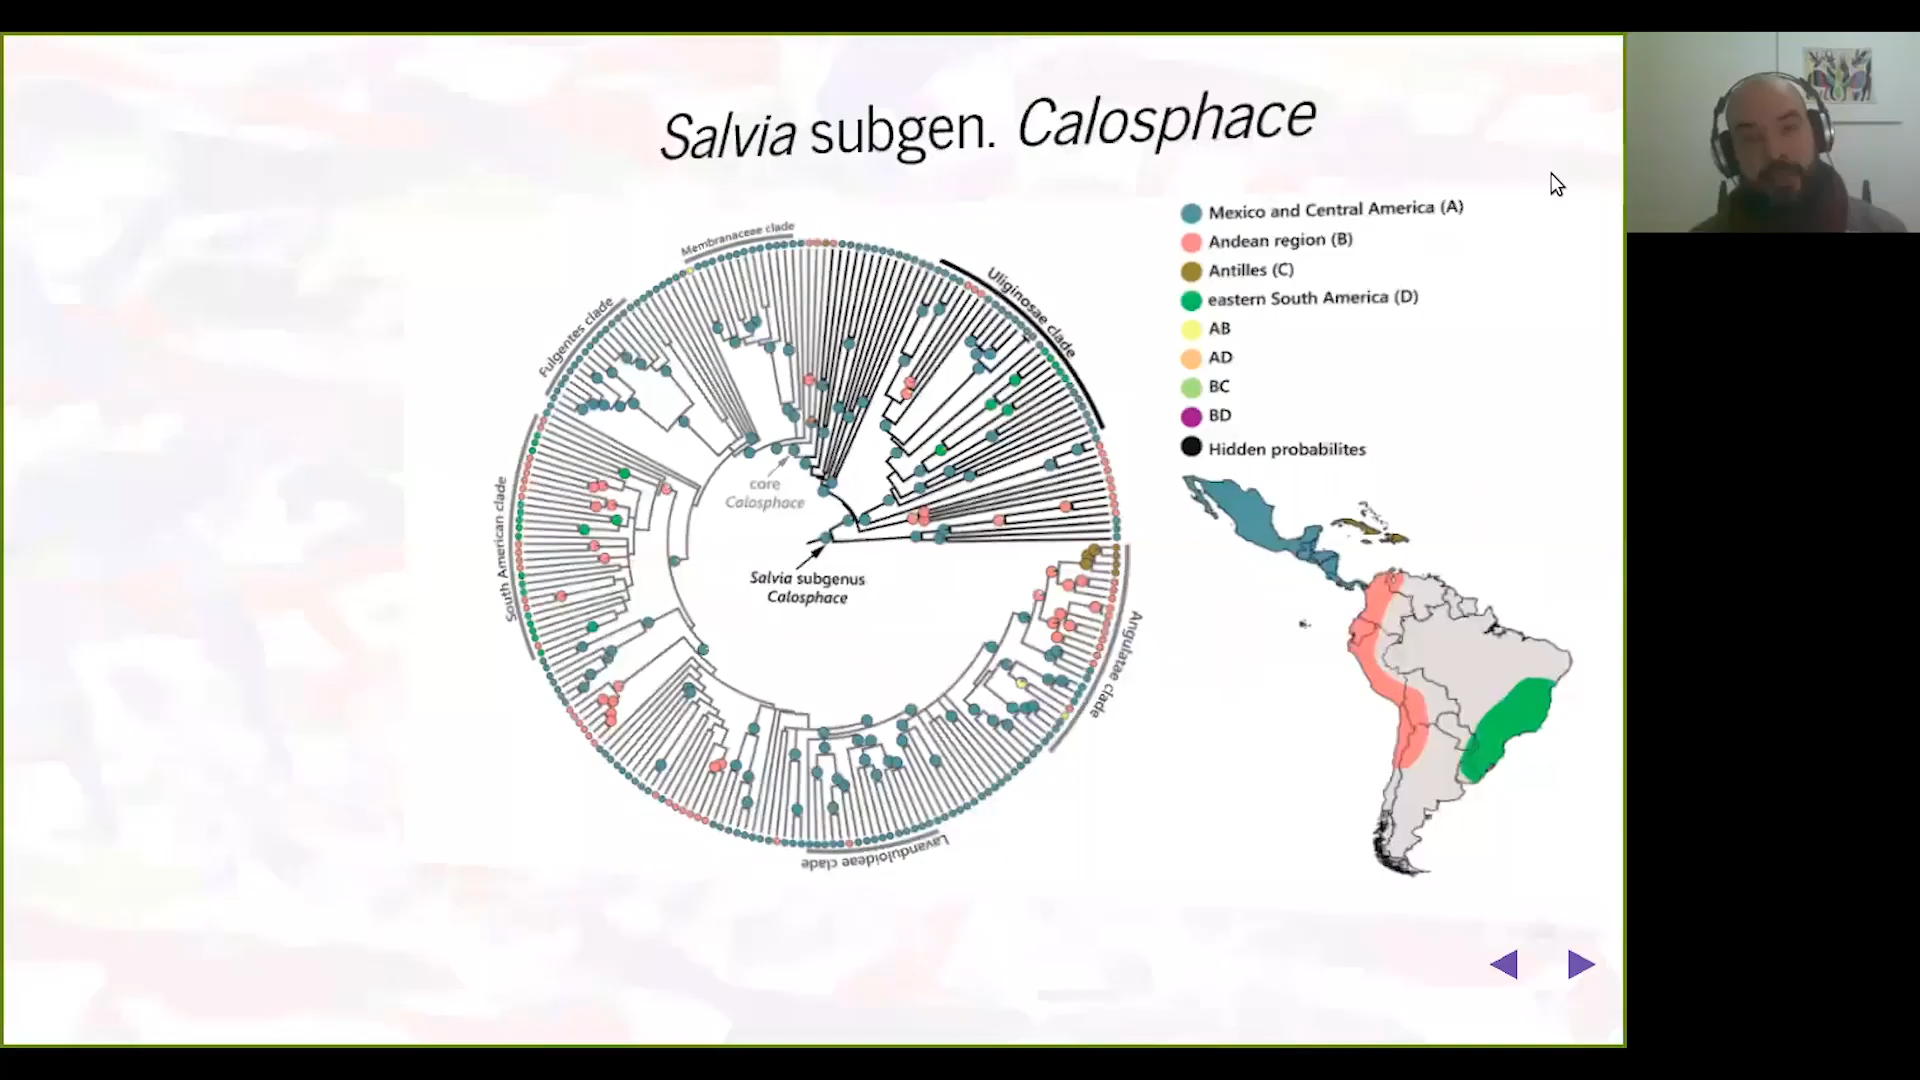 Salvia subgen. Calosphace
Mexico and Central America (A)
Andean region (B)
Antilles (C)
eastern South America (D)
AB
AD
BC
BD
Hidden probabilites
Membranaceae clade
Uliginosae clade
Fulgentes clade
core
Calosphace
South American clade
Salvia subgenus
Calosphace
Angulatae clade
Lavanduloideae clade